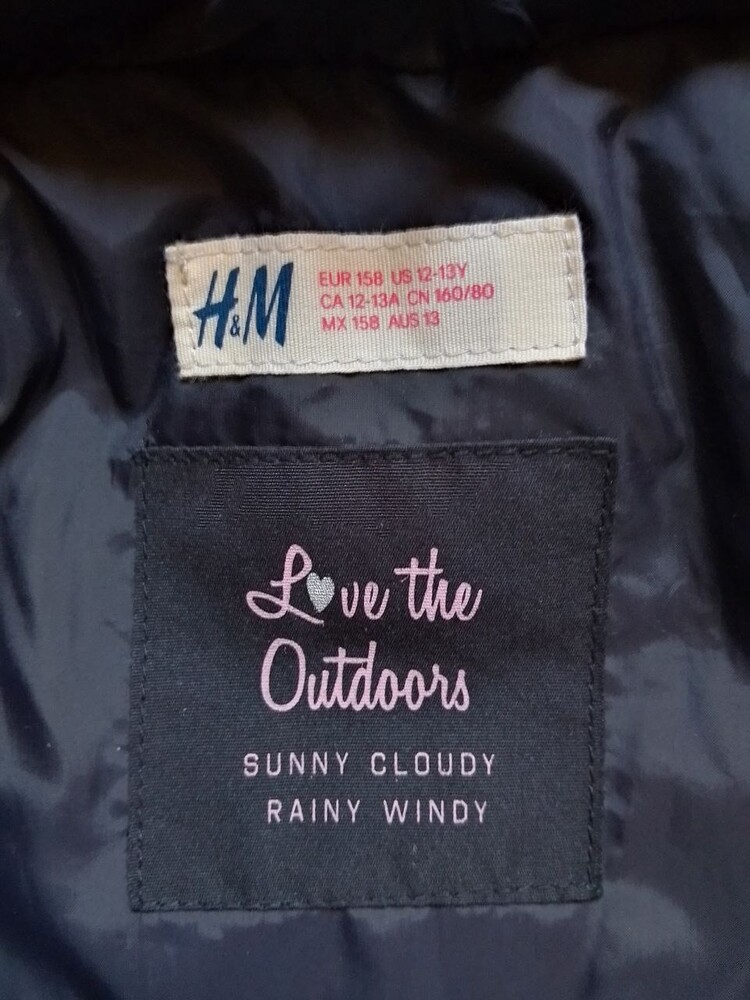 H&M
EUR 158 US 12-13Y
CA 12-13A CN 160/80
MX 158 AUS 13
Love the
Outdoors
SUNNY CLOUDY
RAINY WINDY